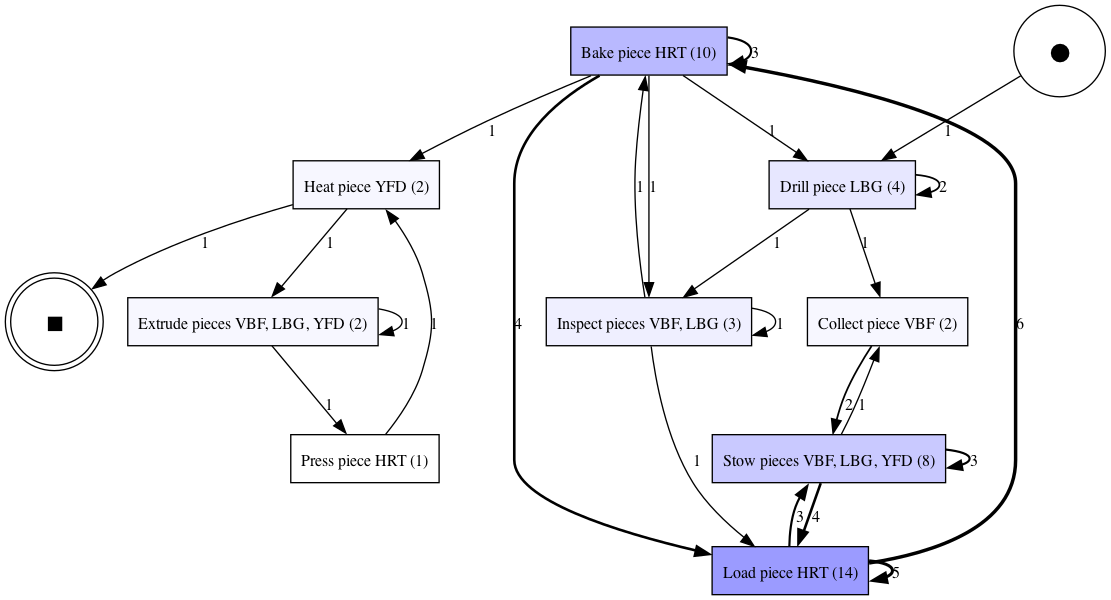 Bake piece HRT (10)
3
1
1
1
Heat piece YFD (2)
1
1
Drill piece LBG (4)
2
1
1
1
1
Extrude pieces VBF, LBG, YFD (2)
1
Inspect pieces VBF, LBG (3)
1
Collect piece VBF (2)
1
4
6
1
2
1
Press piece HRT (1)
1
Stow pieces VBF, LBG, YFD (8)
3
3
4
Load piece HRT (14)
5